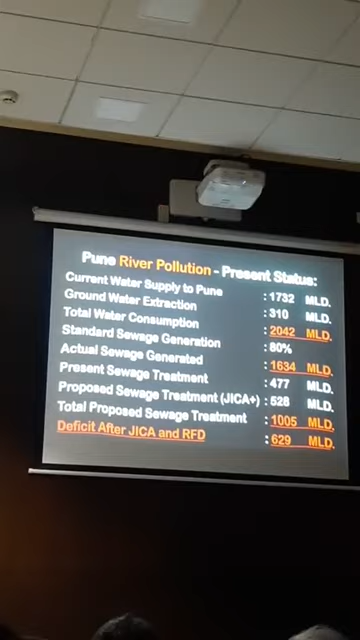 Pune River Pollution - Present Status:
Current Water Supply to Pune : 1732 MLD.
Ground Water Extraction : 310 MLD.
Total Water Consumption : 2042 MLD.
Standard Sewage Generation : 80%
Actual Sewage Generated : 1634 MLD.
Present Sewage Treatment : 477 MLD.
Proposed Sewage Treatment (JICA+) : 528 MLD.
Total Proposed Sewage Treatment : 1005 MLD.
Deficit After JICA and RFD : 629 MLD.